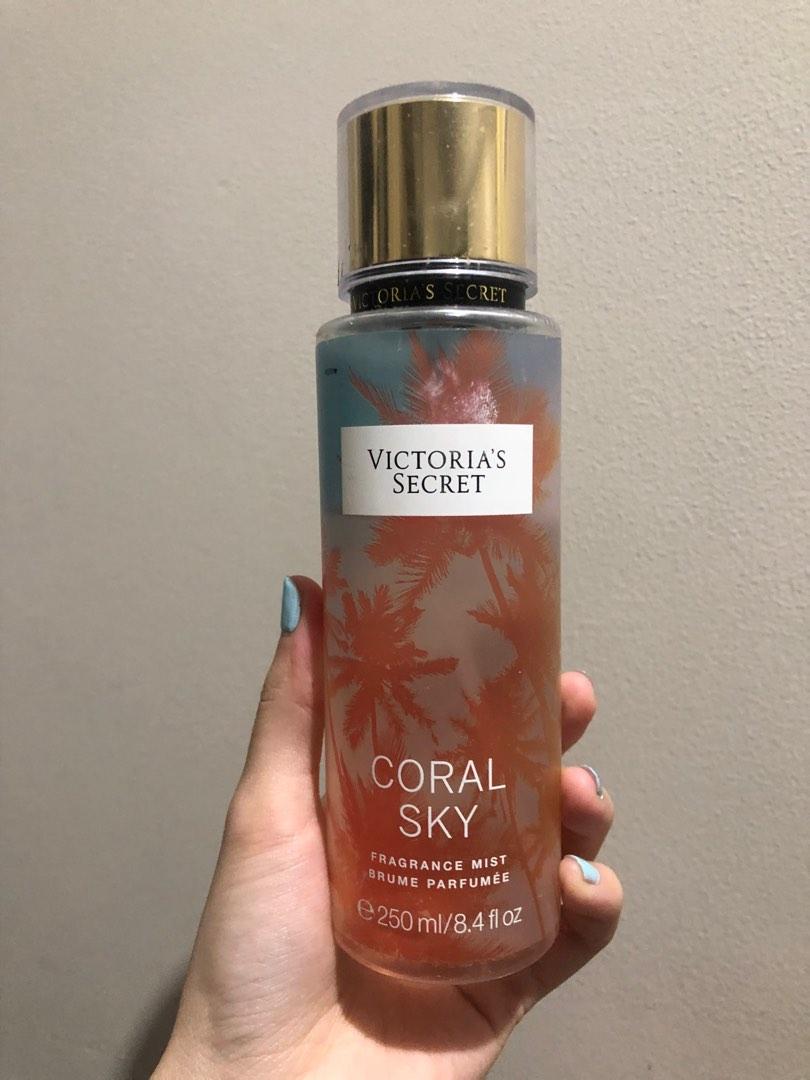 VICTORIA'S SECRET
VICTORIA'S
SECRET
CORAL
SKY
FRAGRANCE MIST
BRUME PARFUMÉE
℮ 250 ml/8.4 fl oz